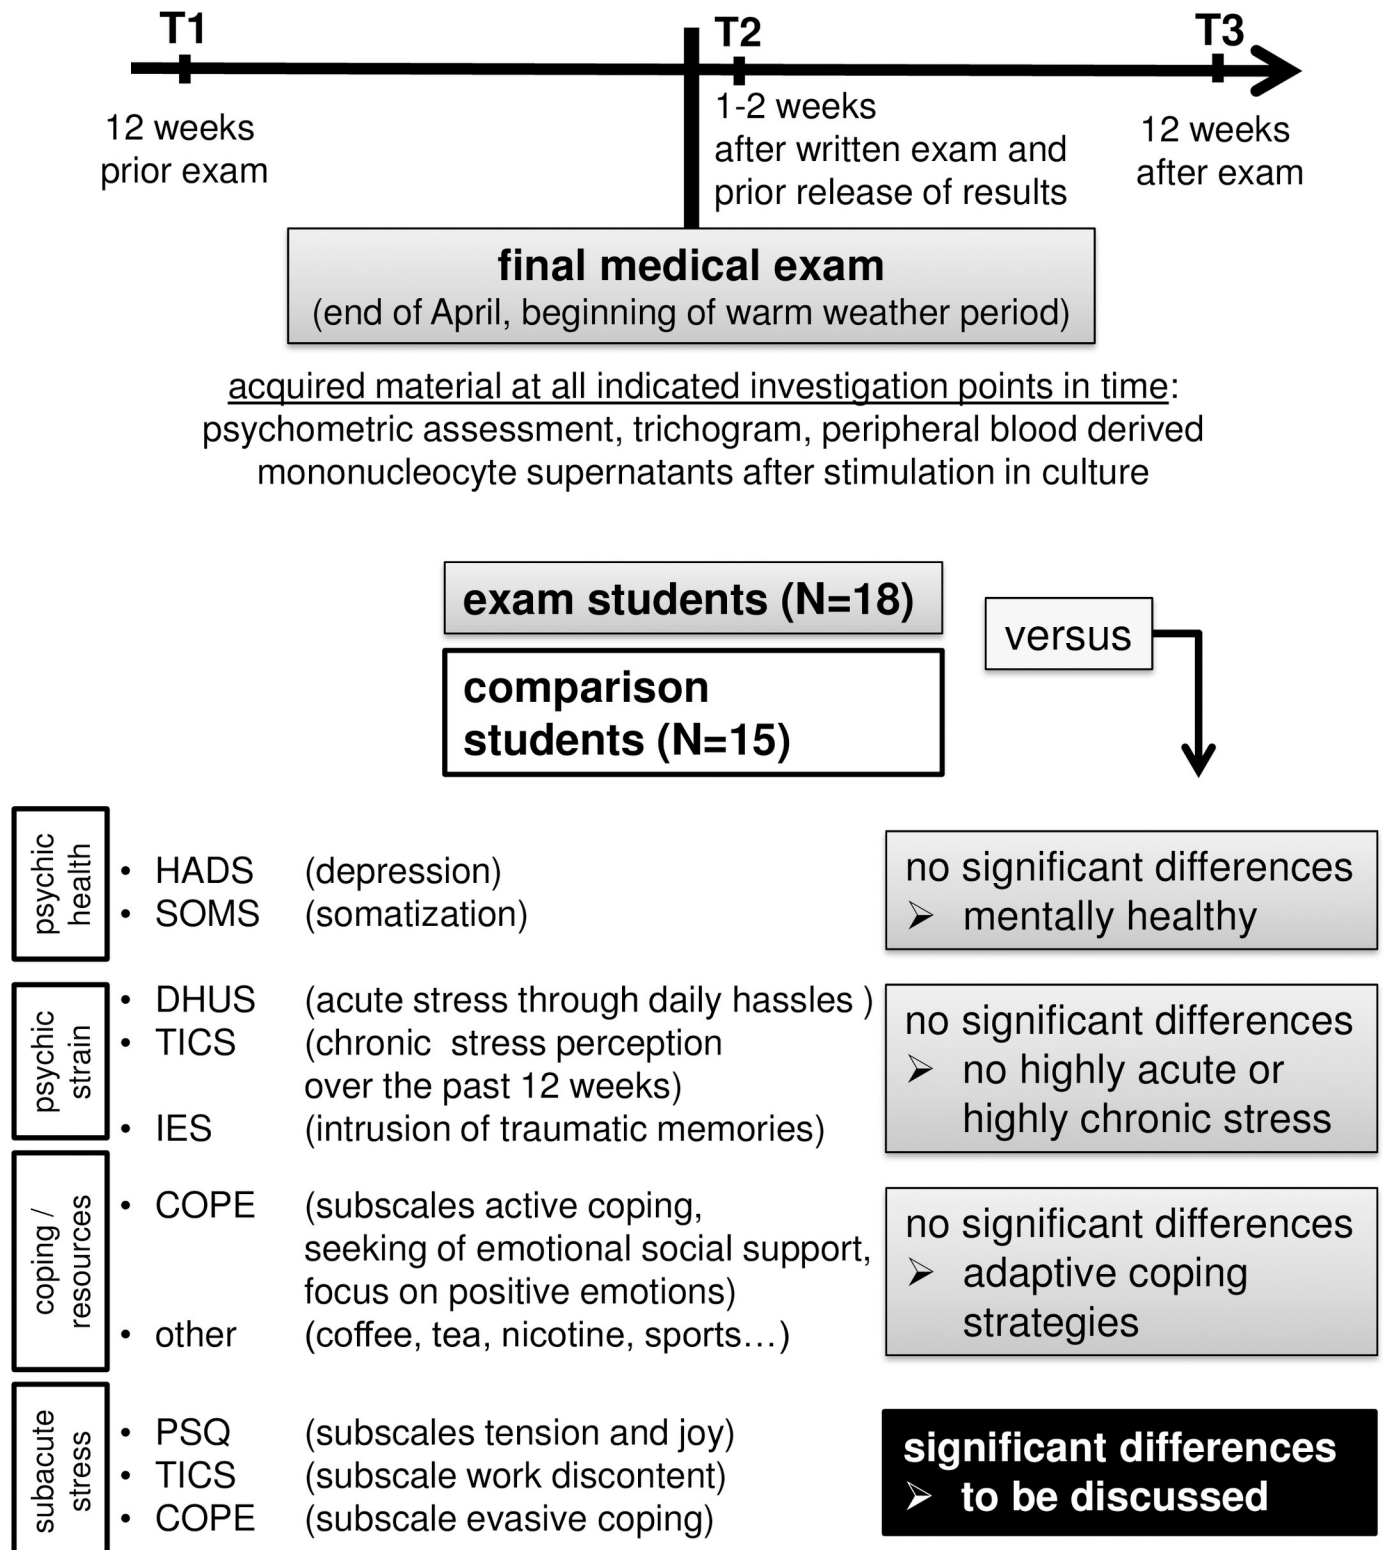 T1
T2
T3
12 weeks
prior exam
1-2 weeks
after written exam and
prior release of results
12 weeks
after exam
final medical exam
(end of April, beginning of warm weather period)
acquired material at all indicated investigation points in time:
psychometric assessment, trichogram, peripheral blood derived
mononucleocyte supernatants after stimulation in culture
exam students (N=18)
versus
comparison
students (N=15)
psychic
health
• HADS (depression)
• SOMS (somatization)
no significant differences
➢ mentally healthy
psychic
strain
• DHUS (acute stress through daily hassles )
• TICS (chronic stress perception
over the past 12 weeks)
• IES (intrusion of traumatic memories)
no significant differences
➢ no highly acute or
highly chronic stress
coping /
resources
• COPE (subscales active coping,
seeking of emotional social support,
focus on positive emotions)
• other (coffee, tea, nicotine, sports…)
no significant differences
➢ adaptive coping
strategies
subacute
stress
• PSQ (subscales tension and joy)
• TICS (subscale work discontent)
• COPE (subscale evasive coping)
significant differences
➢ to be discussed